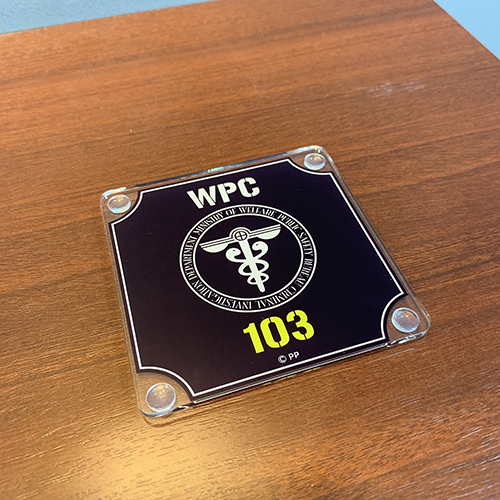 WPC
MINISTRY OF WELFARE PUBLIC SAFETY BUREAU CRIMINAL INVESTIGATION DEPARTMENT
103
© PP